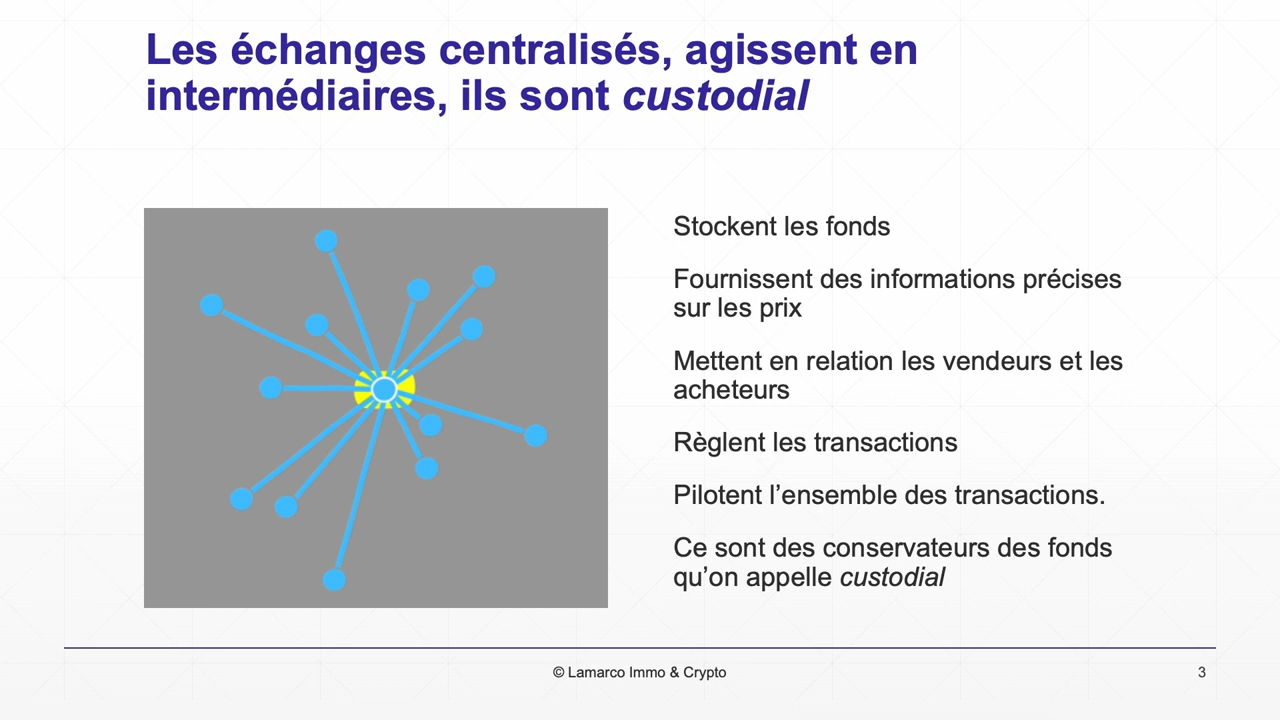 Les échanges centralisés, agissent en
intermédiaires, ils sont custodial
Stockent les fonds
Fournissent des informations précises
sur les prix
Mettent en relation les vendeurs et les
acheteurs
Règlent les transactions
Pilotent l’ensemble des transactions.
Ce sont des conservateurs des fonds
qu’on appelle custodial
© Lamarco Immo & Crypto
3